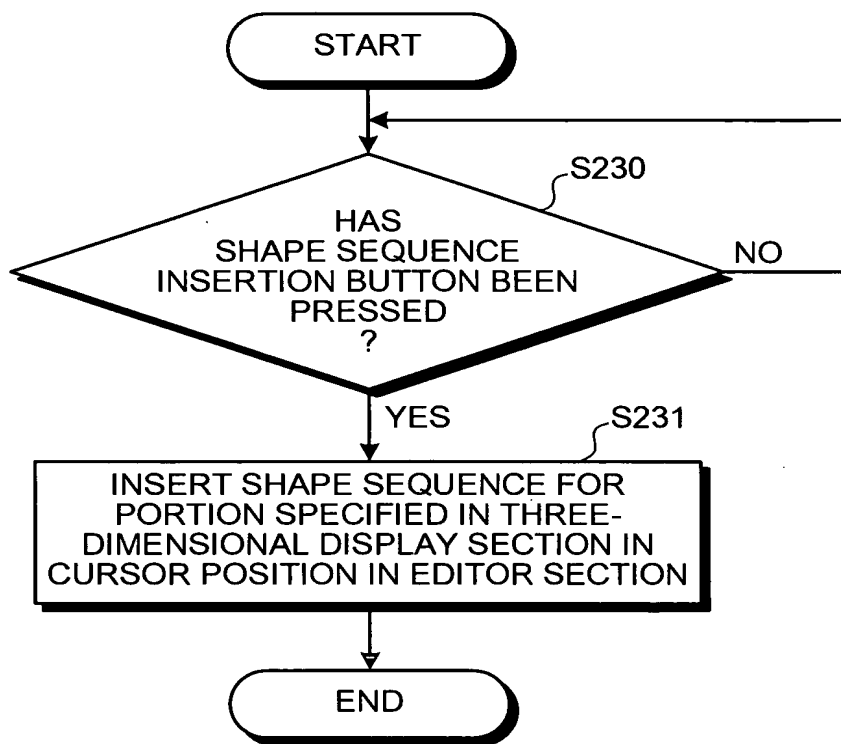 START
S230
HAS
SHAPE SEQUENCE
INSERTION BUTTON BEEN
PRESSED
?
NO
YES
S231
INSERT SHAPE SEQUENCE FOR
PORTION SPECIFIED IN THREE-
DIMENSIONAL DISPLAY SECTION IN
CURSOR POSITION IN EDITOR SECTION
END